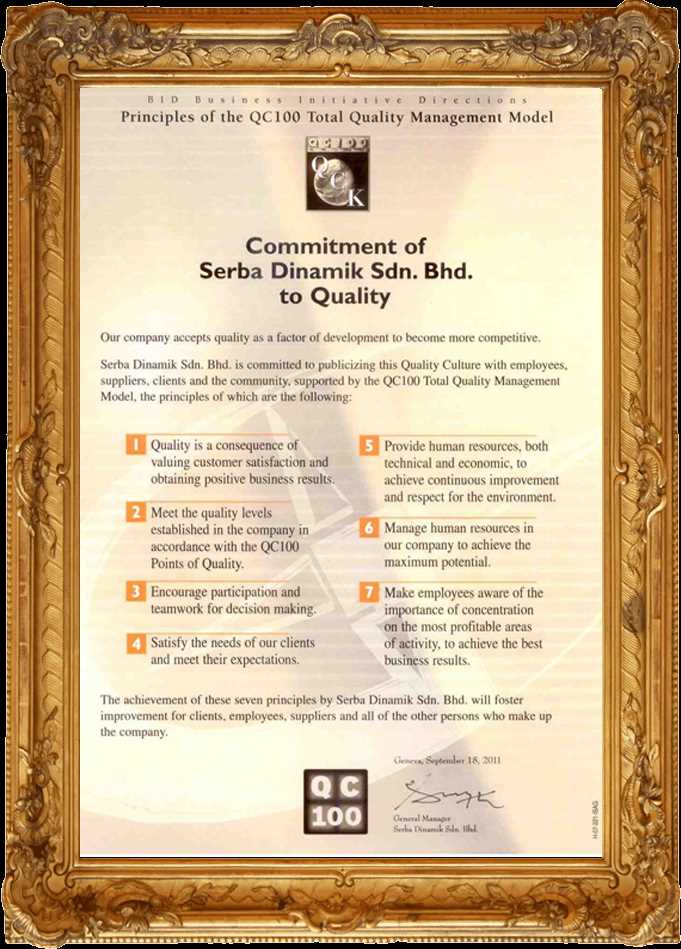 BID Business Initiative Directions
Principles of the QC100 Total Quality Management Model
QC100
QCK
Commitment of
Serba Dinamik Sdn. Bhd.
to Quality
Our company accepts quality as a factor of development to become more competitive.
Serba Dinamik Sdn. Bhd. is committed to publicizing this Quality Culture with employees,
suppliers, clients and the community, supported by the QC100 Total Quality Management
Model, the principles of which are the following:
1 Quality is a consequence of
valuing customer satisfaction and
obtaining positive business results.
2 Meet the quality levels
established in the company in
accordance with the QC100
Points of Quality.
3 Encourage participation and
teamwork for decision making.
4 Satisfy the needs of our clients
and meet their expectations.
5 Provide human resources, both
technical and economic, to
achieve continuous improvement
and respect for the environment.
6 Manage human resources in
our company to achieve the
maximum potential.
7 Make employees aware of the
importance of concentration
on the most profitable areas
of activity, to achieve the best
business results.
The achievement of these seven principles by Serba Dinamik Sdn. Bhd. will foster
improvement for clients, employees, suppliers and all of the other persons who make up
the company.
Geneva, September 18, 2011
General Manager
Serba Dinamik Sdn. Bhd.
QC
100